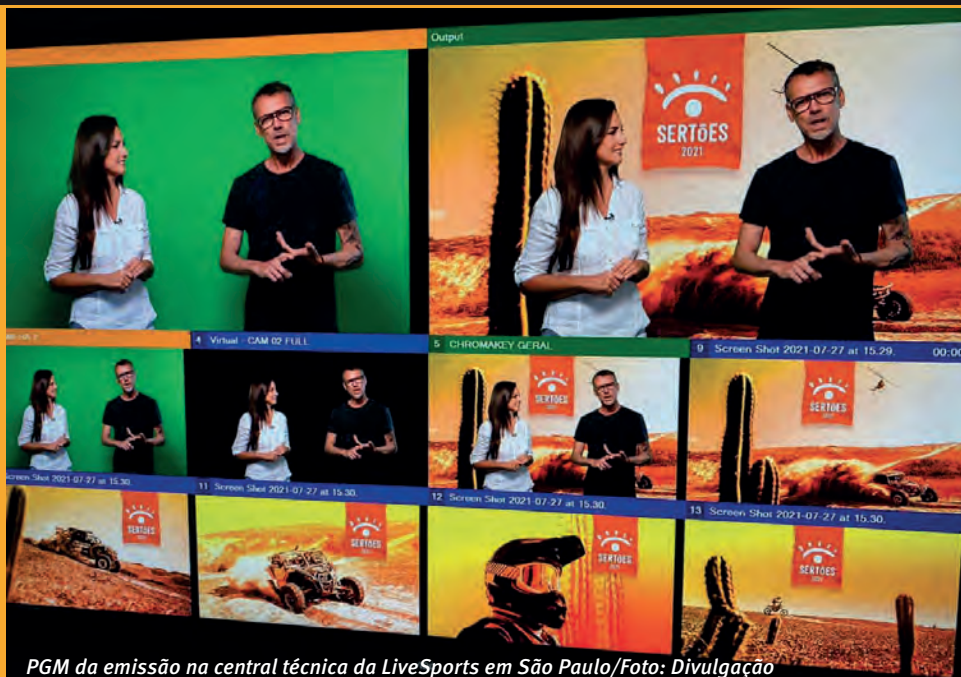 Output
SERTÕES
2021
4 Virtual - CAM 02 FULL
5 CHROMAKEY GERAL
9 Screen Shot 2021-07-27 at 15.29.
SERTÕES
SERTÕES
Screen Shot 2021-07-27 at 15.30.
11 Screen Shot 2021-07-27 at 15.30.
12 Screen Shot 2021-07-27 at 15.30.
13 Screen Shot 2021-07-27 at 15.30.
SERTÕES
SERTÕES
SERTÕES
SERTÕES
PGM da emissão na central técnica da LiveSports em São Paulo/Foto: Divulgação